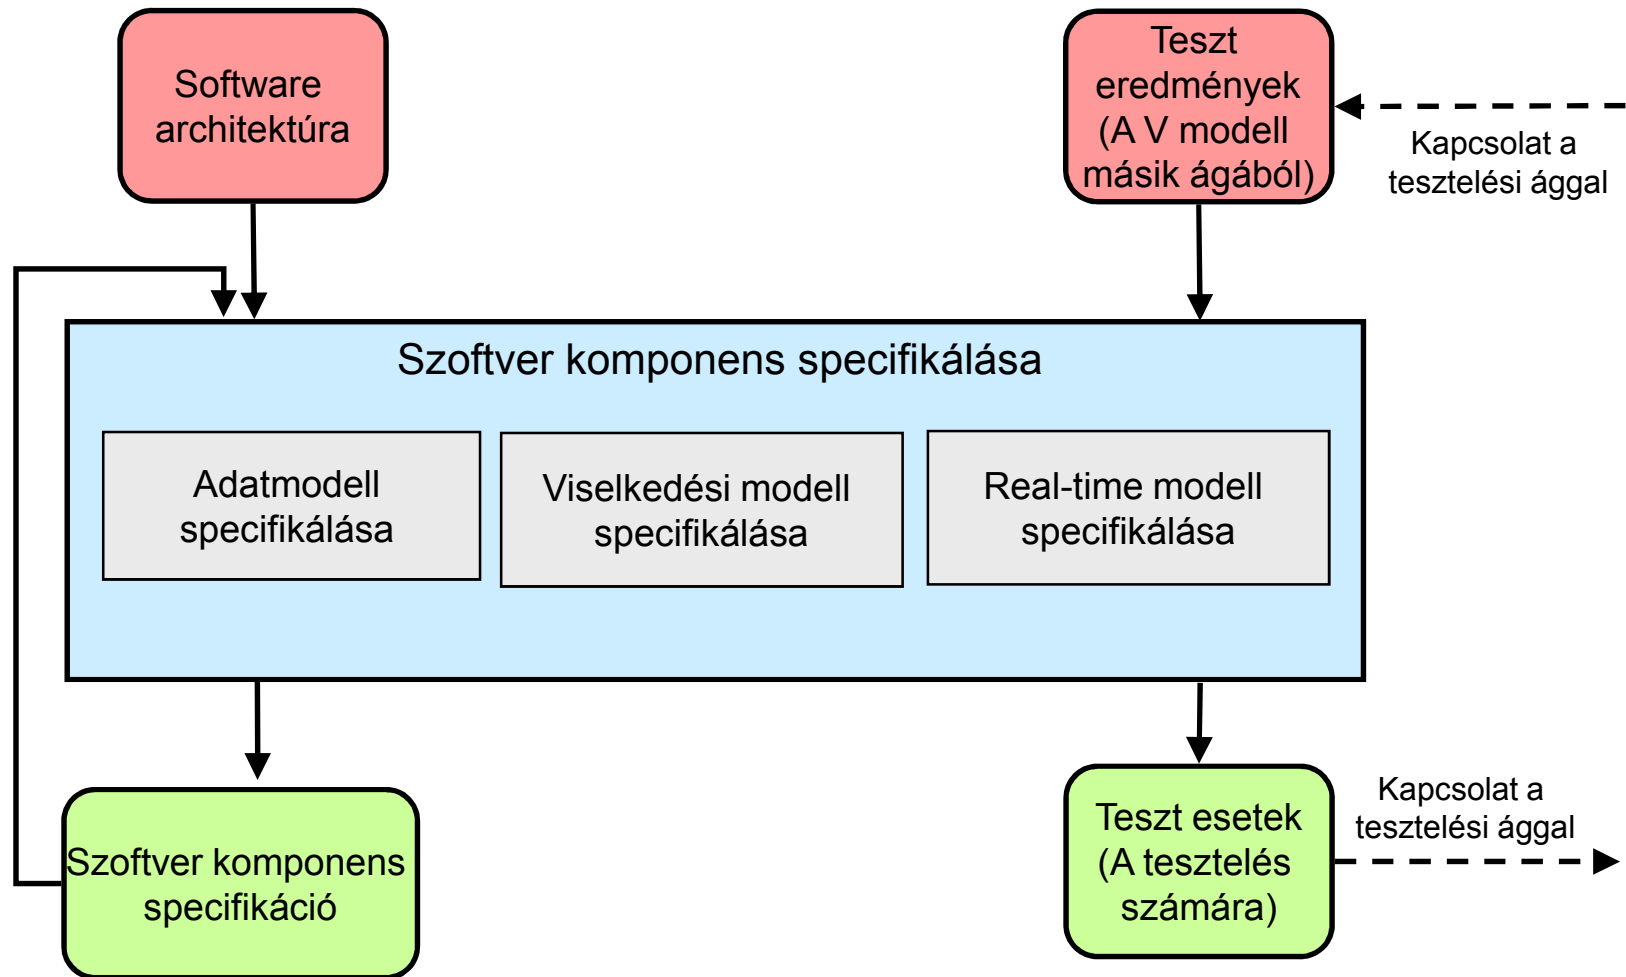 Software
architektúra
Teszt
eredmények
(A V modell
másik ágából)
Kapcsolat a
tesztelési ággal
Szoftver komponens specifikálása
Adatmodell
specifikálása
Viselkedési modell
specifikálása
Real-time modell
specifikálása
Szoftver komponens
specifikáció
Teszt esetek
(A tesztelés
számára)
Kapcsolat a
tesztelési ággal